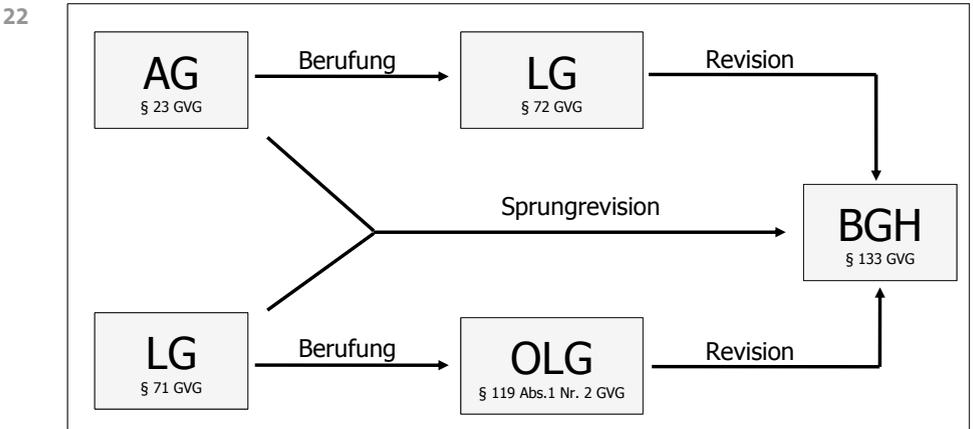 22
AG
§ 23 GVG
Berufung
LG
§ 72 GVG
Revision
Sprungrevision
BGH
§ 133 GVG
LG
§ 71 GVG
Berufung
OLG
§ 119 Abs.1 Nr. 2 GVG
Revision